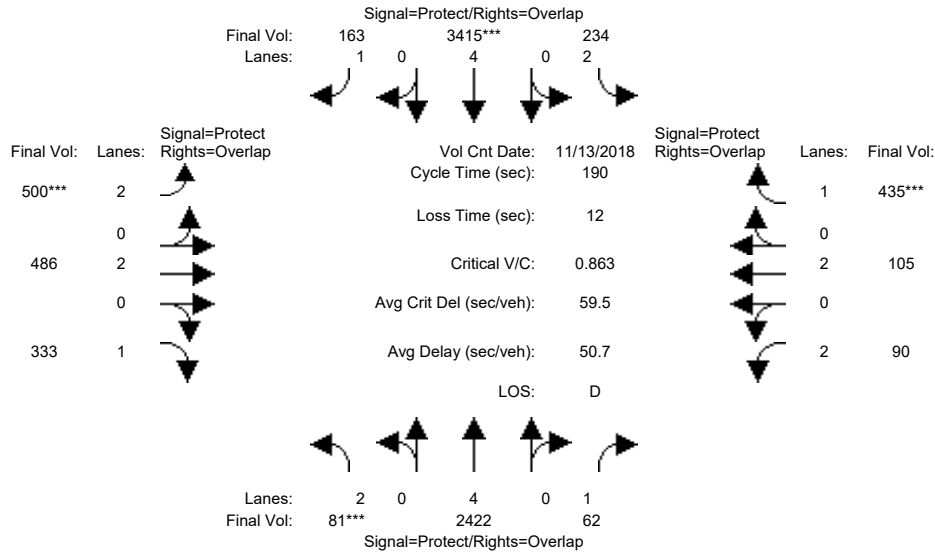 Signal=Protect/Rights=Overlap
Final Vol: 163 3415*** 234
Lanes: 1 0 4 0 2
Signal=Protect
Final Vol: Lanes: Rights=Overlap
Vol Cnt Date: 11/13/2018
Signal=Protect
Rights=Overlap Lanes: Final Vol:
Cycle Time (sec): 190
500*** 2
1 435***
Loss Time (sec): 12
0
0
486 2
Critical V/C: 0.863
2 105
0
Avg Crit Del (sec/veh): 59.5
0
333 1
Avg Delay (sec/veh): 50.7
2 90
LOS: D
Lanes: 2 0 4 0 1
Final Vol: 81*** 2422 62
Signal=Protect/Rights=Overlap